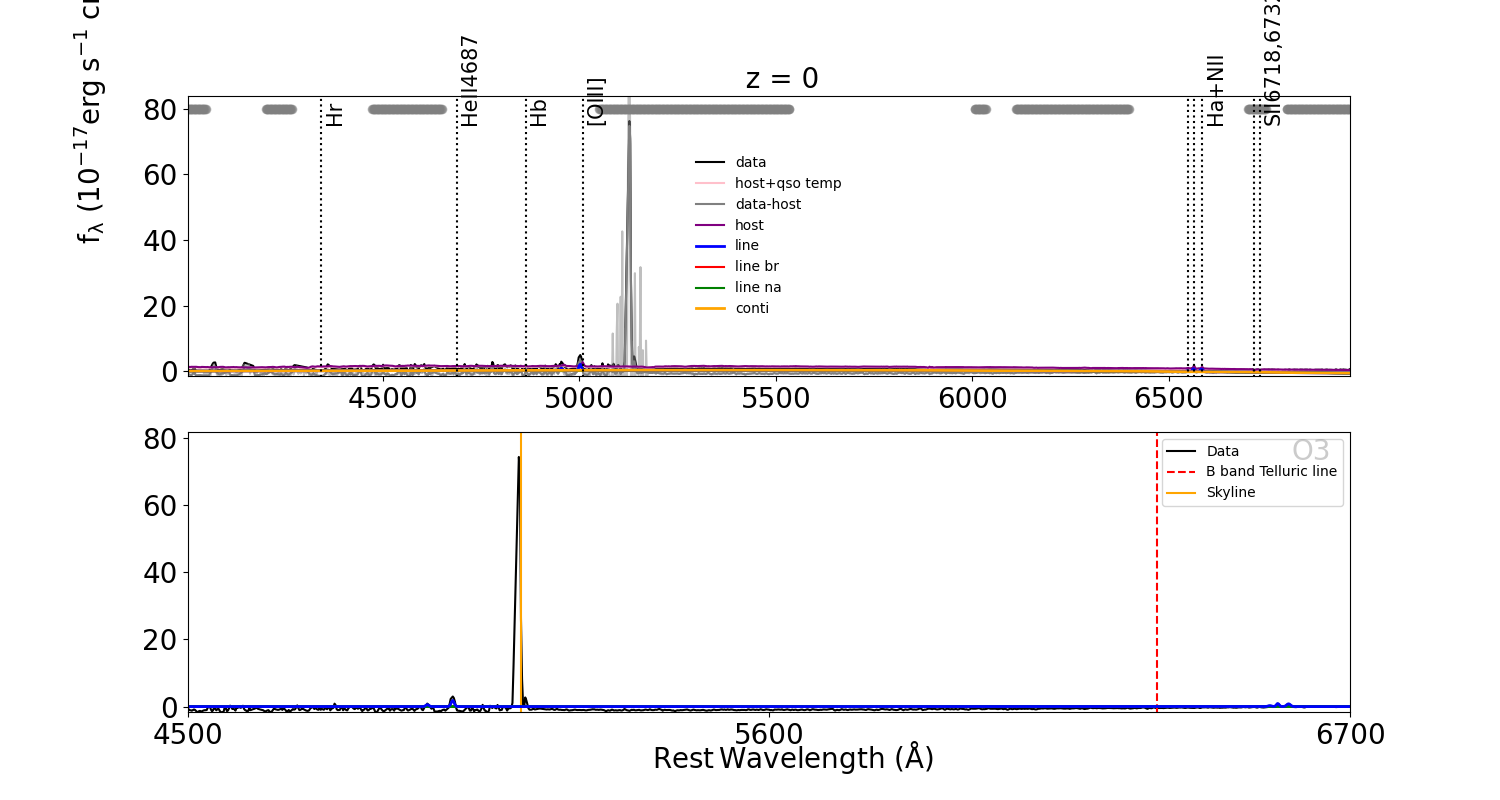 z = 0
f_λ (10^−17 erg s^−1
Hr
HeII4687
Hb
[OIII]
Ha+NII
SII6718,6732
80
60
40
20
0
data
host+qso temp
data-host
host
line
line br
line na
conti
4500
5000
5500
6000
6500
80
60
40
20
0
O3
Data
B band Telluric line
Skyline
4500
5600
6700
Rest Wavelength (Å)